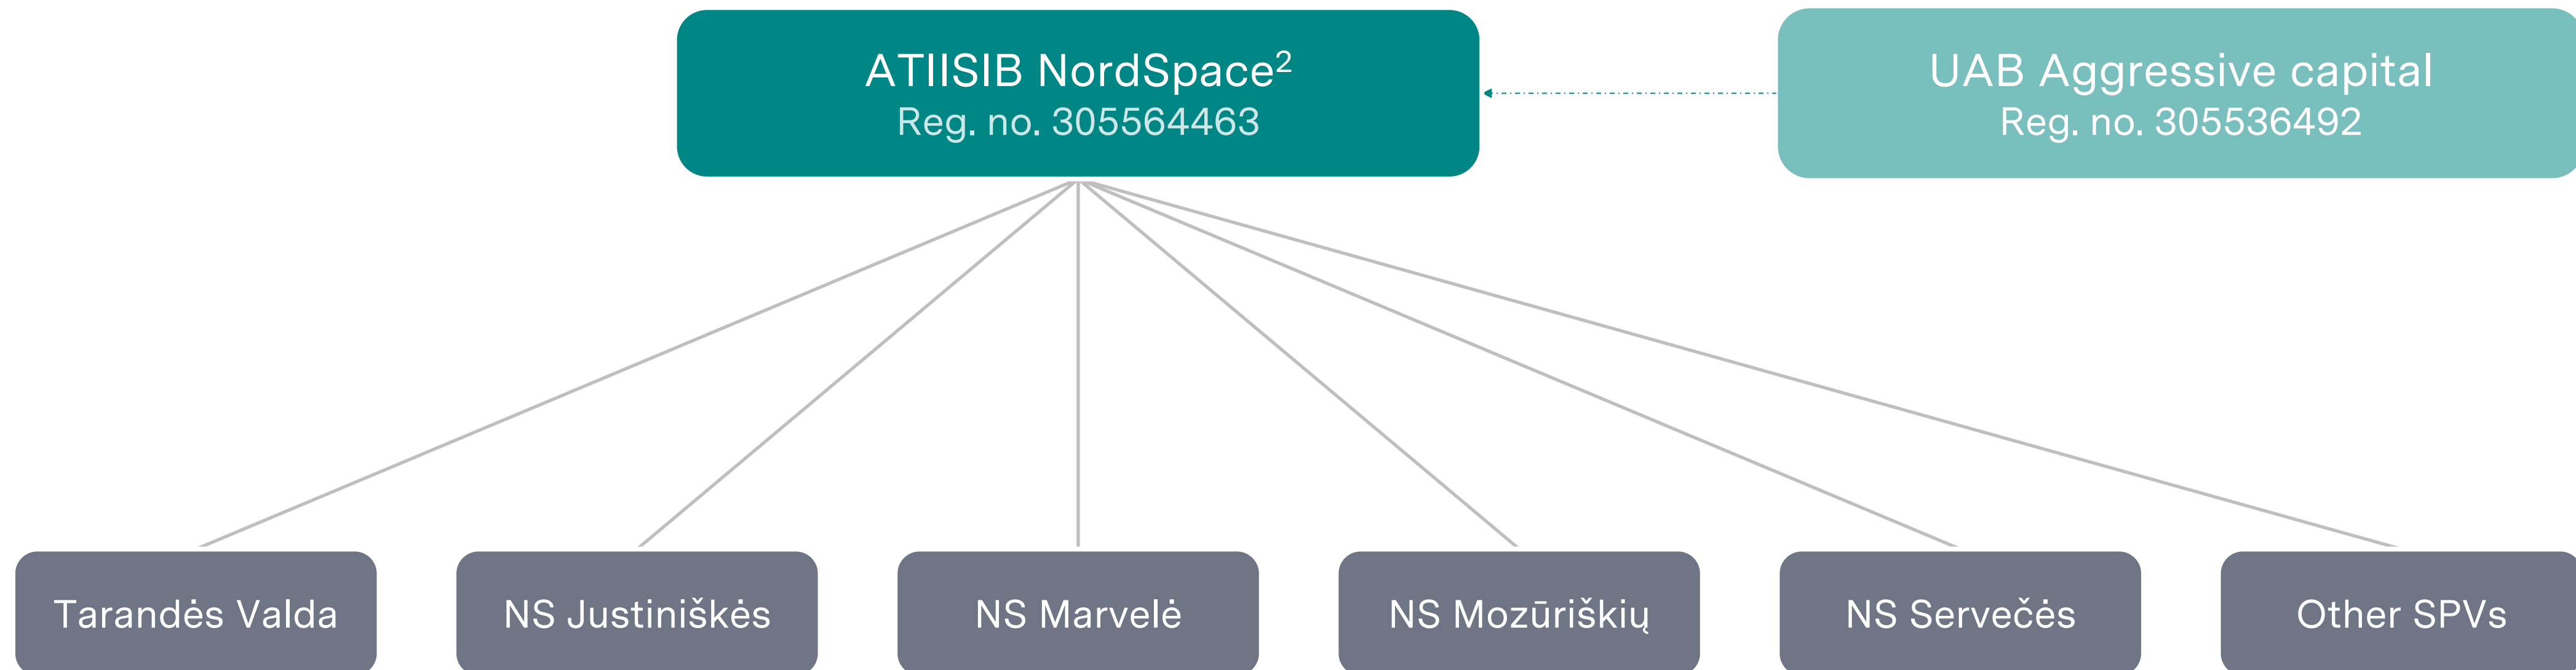 ATIISIB NordSpace²
Reg. no. 305564463
UAB Aggressive capital
Reg. no. 305536492
Tarandės Valda
NS Justiniškės
NS Marvelė
NS Mozūriškių
NS Servečės
Other SPVs